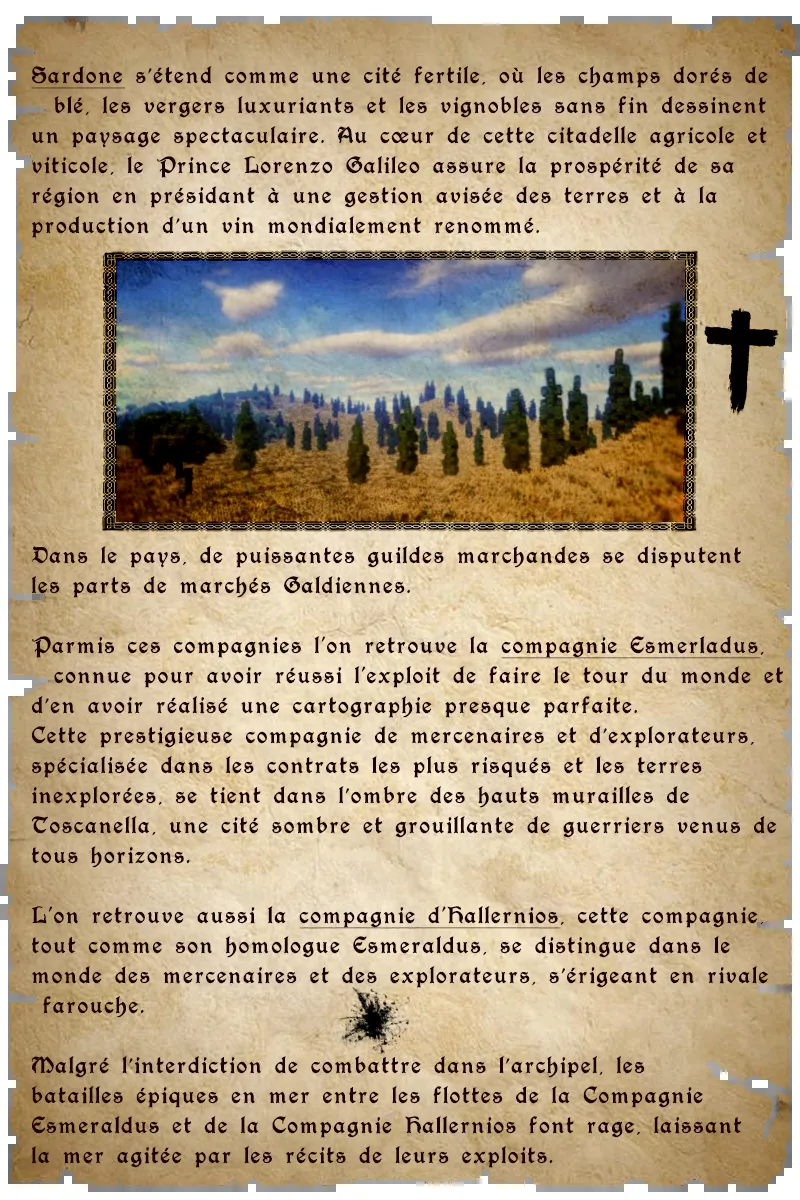 Sardone s'étend comme une cité fertile, où les champs dorés de
blé, les vergers luxuriants et les vignobles sans fin dessinent
un paysage spectaculaire. Au cœur de cette citadelle agricole et
viticole, le Prince Lorenzo Galileo assure la prospérité de sa
région en présidant à une gestion avisée des terres et à la
production d'un vin mondialement renommé.
Dans le pays, de puissantes guildes marchandes se disputent
les parts de marchés Galdiennes.
Parmis ces compagnies l'on retrouve la compagnie Esmerladus,
connue pour avoir réussi l'exploit de faire le tour du monde et
d'en avoir réalisé une cartographie presque parfaite.
Cette prestigieuse compagnie de mercenaires et d'explorateurs,
spécialisée dans les contrats les plus risqués et les terres
inexplorées, se tient dans l'ombre des hauts murailles de
Toscanella, une cité sombre et grouillante de guerriers venus de
tous horizons.
L'on retrouve aussi la compagnie d'Hallernios, cette compagnie,
tout comme son homologue Esmeraldus, se distingue dans le
monde des mercenaires et des explorateurs, s'érigeant en rivale
farouche.
Malgré l'interdiction de combattre dans l'archipel, les
batailles épiques en mer entre les flottes de la Compagnie
Esmeraldus et de la Compagnie Hallernios font rage, laissant
la mer agitée par les récits de leurs exploits.